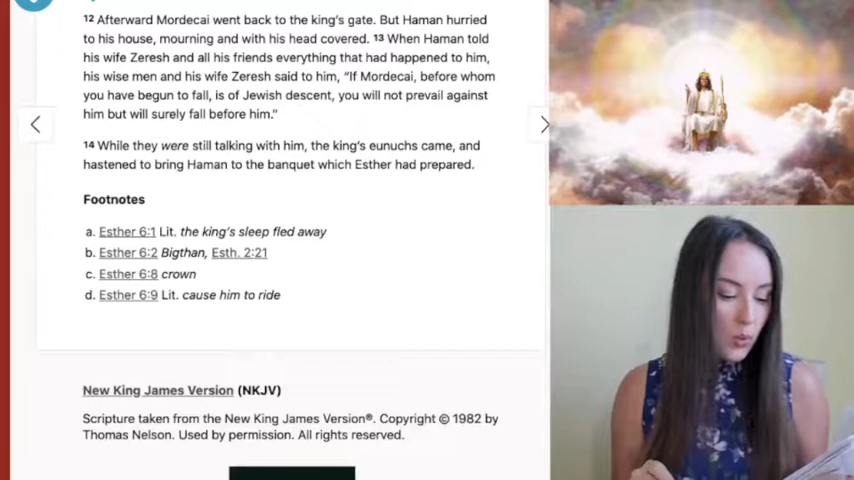 12 Afterward Mordecai went back to the king's gate. But Haman hurried
to his house, mourning and with his head covered. 13 When Haman told
his wife Zeresh and all his friends everything that had happened to him,
his wise men and his wife Zeresh said to him, “If Mordecai, before whom
you have begun to fall, is of Jewish descent, you will not prevail against
him but will surely fall before him.”
14 While they were still talking with him, the king's eunuchs came, and
hastened to bring Haman to the banquet which Esther had prepared.
Footnotes
a. Esther 6:1 Lit. the king's sleep fled away
b. Esther 6:2 Bigthan, Esth. 2:21
c. Esther 6:8 crown
d. Esther 6:9 Lit. cause him to ride
New King James Version (NKJV)
Scripture taken from the New King James Version®. Copyright © 1982 by
Thomas Nelson. Used by permission. All rights reserved.